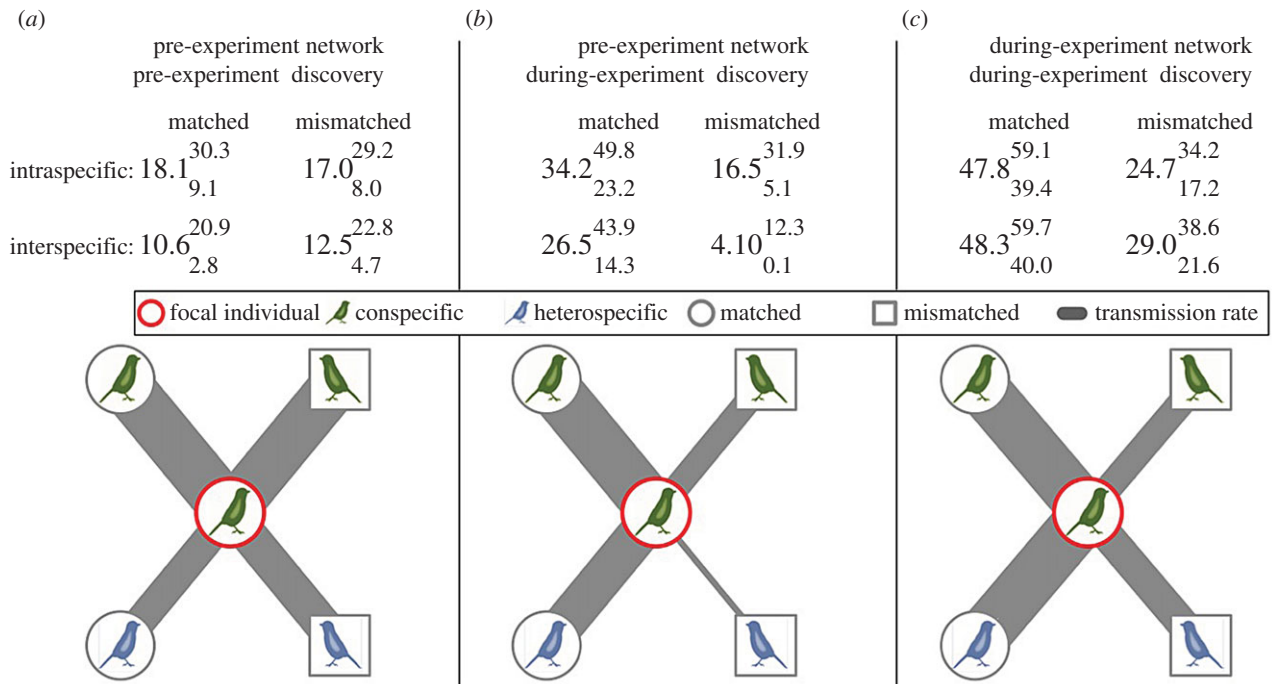 (a)
pre-experiment network
pre-experiment discovery
matched mismatched
intraspecific: 18.1 30.3 9.1 17.0 29.2 8.0
interspecific: 10.6 20.9 2.8 12.5 22.8 4.7
(b)
pre-experiment network
during-experiment discovery
matched mismatched
34.2 49.8 23.2 16.5 31.9 5.1
26.5 43.9 14.3 4.10 12.3 0.1
(c)
during-experiment network
during-experiment discovery
matched mismatched
47.8 59.1 39.4 24.7 34.2 17.2
48.3 59.7 40.0 29.0 38.6 21.6
focal individual conspecific heterospecific matched mismatched transmission rate